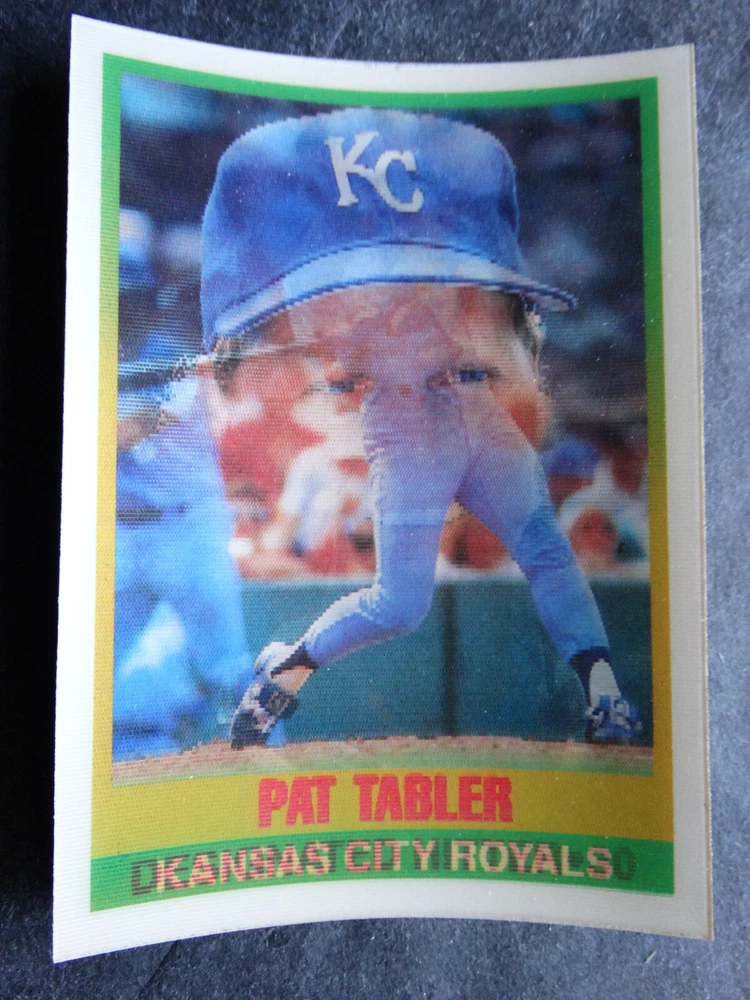 KC
PAT TABLER
KANSAS CITY ROYALS